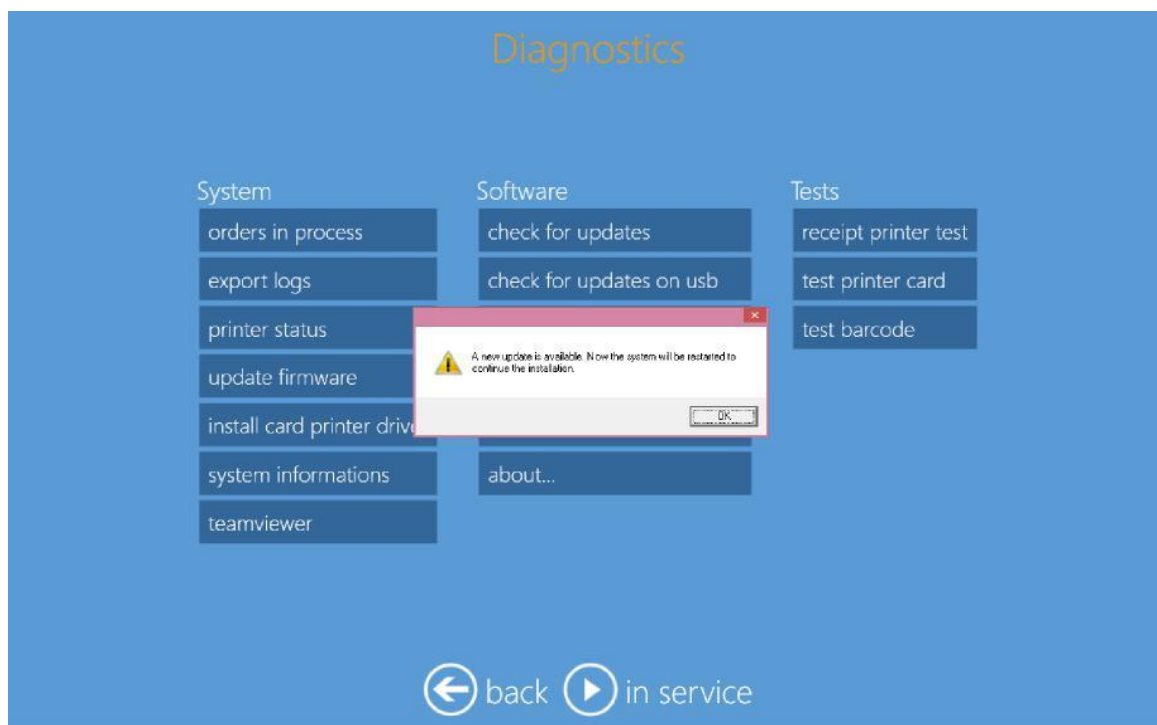 Diagnostics
System
orders in process
export logs
printer status
update firmware
install card printer drive
system informations
teamviewer
Software
check for updates
check for updates on usb
about...
Tests
receipt printer test
test printer card
test barcode
A new update is available. Now the system will be restarted to
continue the installation.
OK
back
in service